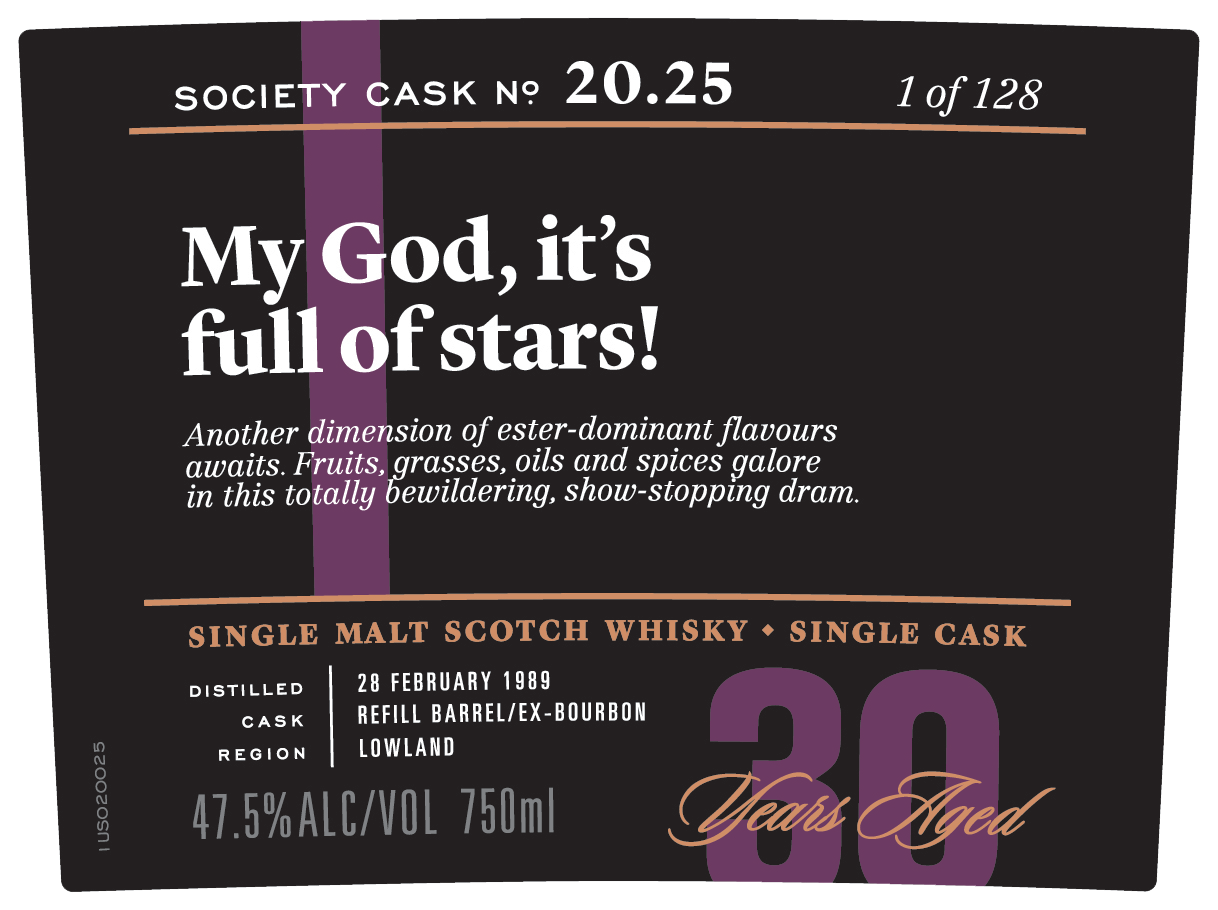 SOCIETY CASK Nº 20.25
1 of 128
My God, it’s
full of stars!
Another dimension of ester-dominant flavours
awaits. Fruits, grasses, oils and spices galore
in this totally bewildering, show-stopping dram.
SINGLE MALT SCOTCH WHISKY • SINGLE CASK
DISTILLED 28 FEBRUARY 1989
CASK REFILL BARREL/EX-BOURBON
REGION LOWLAND
47.5%ALC/VOL 750ml
30
Years Aged
1 USO20025